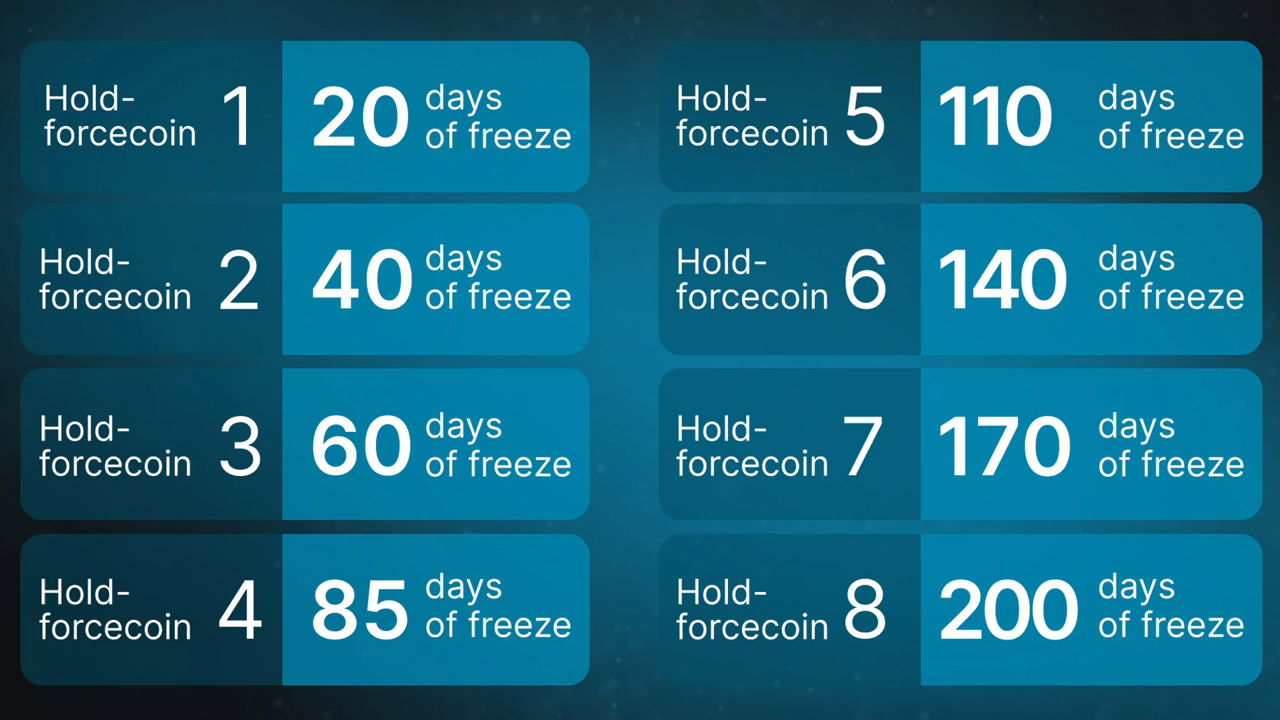 Hold-
forcecoin 1
20 days
of freeze
Hold-
forcecoin 2
40 days
of freeze
Hold-
forcecoin 3
60 days
of freeze
Hold-
forcecoin 4
85 days
of freeze
Hold-
forcecoin 5
110 days
of freeze
Hold-
forcecoin 6
140 days
of freeze
Hold-
forcecoin 7
170 days
of freeze
Hold-
forcecoin 8
200 days
of freeze